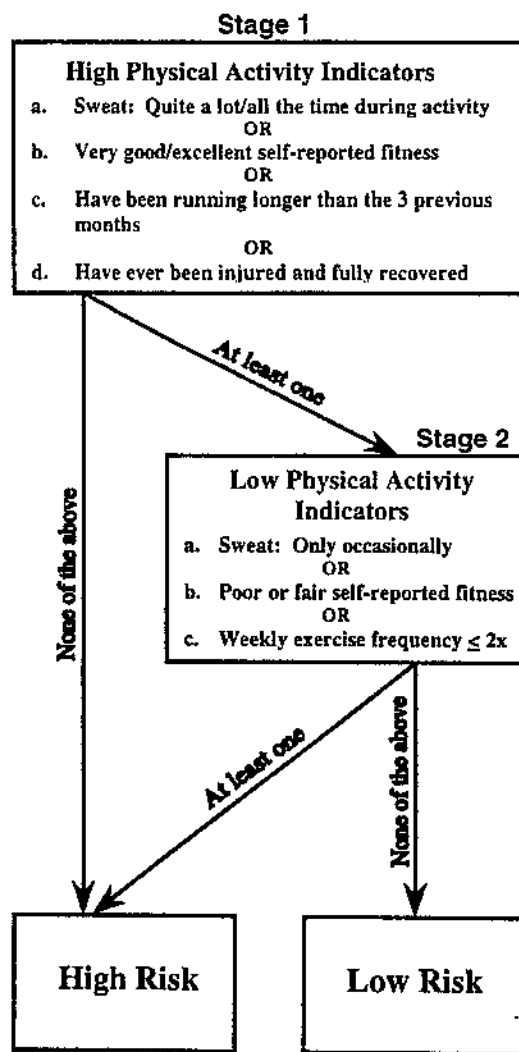 Stage 1
High Physical Activity Indicators
a. Sweat: Quite a lot/all the time during activity
OR
b. Very good/excellent self-reported fitness
OR
c. Have been running longer than the 3 previous
months
OR
d. Have ever been injured and fully recovered
At least one
None of the above
Stage 2
Low Physical Activity
Indicators
a. Sweat: Only occasionally
OR
b. Poor or fair self-reported fitness
OR
c. Weekly exercise frequency ≤ 2x
At least one
None of the above
High Risk
Low Risk